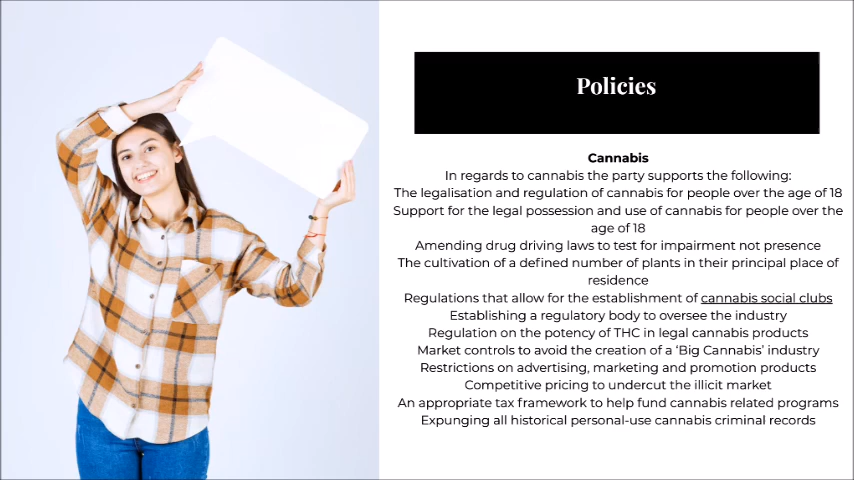 Policies
Cannabis
In regards to cannabis the party supports the following:
The legalisation and regulation of cannabis for people over the age of 18
Support for the legal possession and use of cannabis for people over the
age of 18
Amending drug driving laws to test for impairment not presence
The cultivation of a defined number of plants in their principal place of
residence
Regulations that allow for the establishment of cannabis social clubs
Establishing a regulatory body to oversee the industry
Regulation on the potency of THC in legal cannabis products
Market controls to avoid the creation of a ‘Big Cannabis’ industry
Restrictions on advertising, marketing and promotion products
Competitive pricing to undercut the illicit market
An appropriate tax framework to help fund cannabis related programs
Expunging all historical personal-use cannabis criminal records